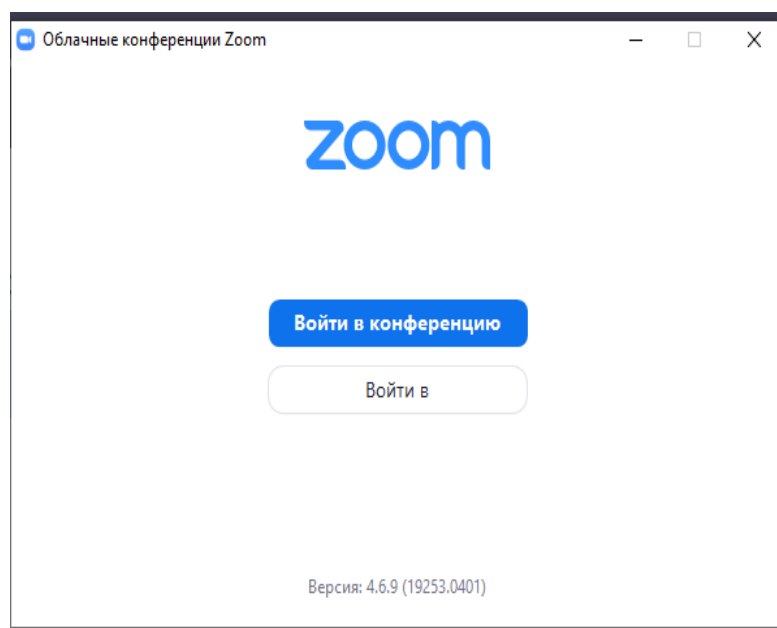 Облачные конференции Zoom
zoom
Войти в конференцию
Войти в
Версия: 4.6.9 (19253.0401)